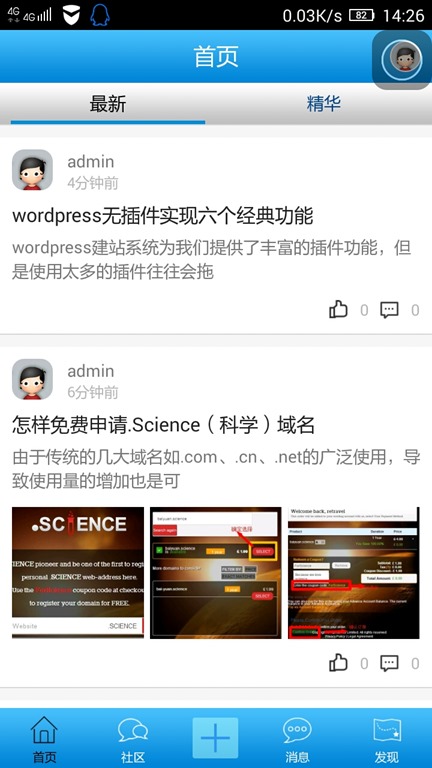 4G 4G 0.03K/s 82 14:26
首页
最新 精华
admin
4分钟前
wordpress无插件实现六个经典功能
wordpress建站系统为我们提供了丰富的插件功能，但
是使用太多的插件往往会拖
0 0
admin
6分钟前
怎样免费申请.Science（科学）域名
由于传统的几大域名如.com、.cn、.net的广泛使用，导
致使用量的增加也是可
.SCIENCE
IENCE pioneer and be one of the first to reg
personal .SCIENCE web-address here.
Use the
coupon code at checkou
to register your domain for FREE.
Website .SCIENCE
SELECT
SELECT
Welcome back,
Product
Total Amount
0 0
首页 社区 消息 发现